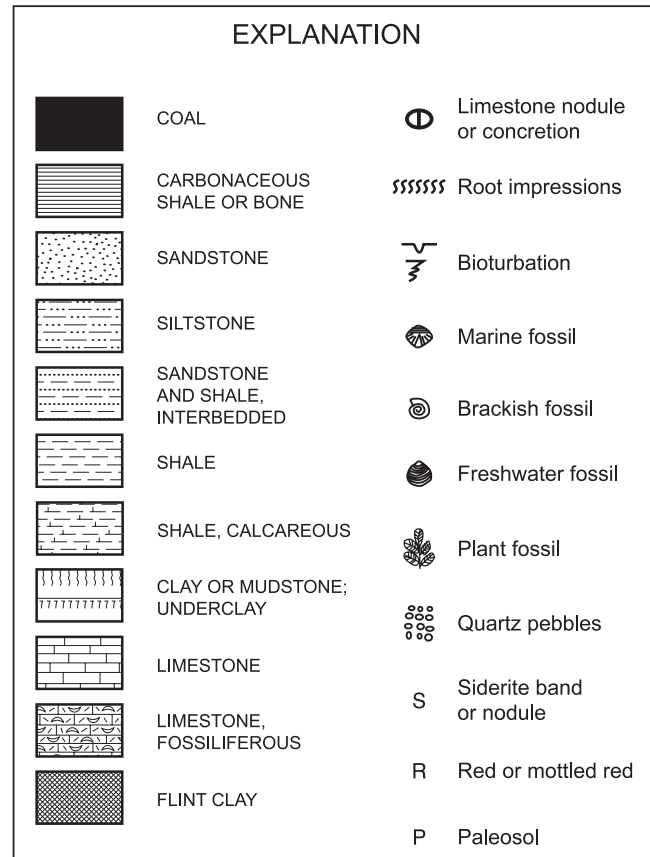 EXPLANATION
COAL
CARBONACEOUS
SHALE OR BONE
SANDSTONE
SILTSTONE
SANDSTONE
AND SHALE,
INTERBEDDED
SHALE
SHALE, CALCAREOUS
CLAY OR MUDSTONE;
UNDERCLAY
LIMESTONE
LIMESTONE,
FOSSILIFEROUS
FLINT CLAY
Limestone nodule
or concretion
Root impressions
Bioturbation
Marine fossil
Brackish fossil
Freshwater fossil
Plant fossil
Quartz pebbles
S Siderite band
or nodule
R Red or mottled red
P Paleosol